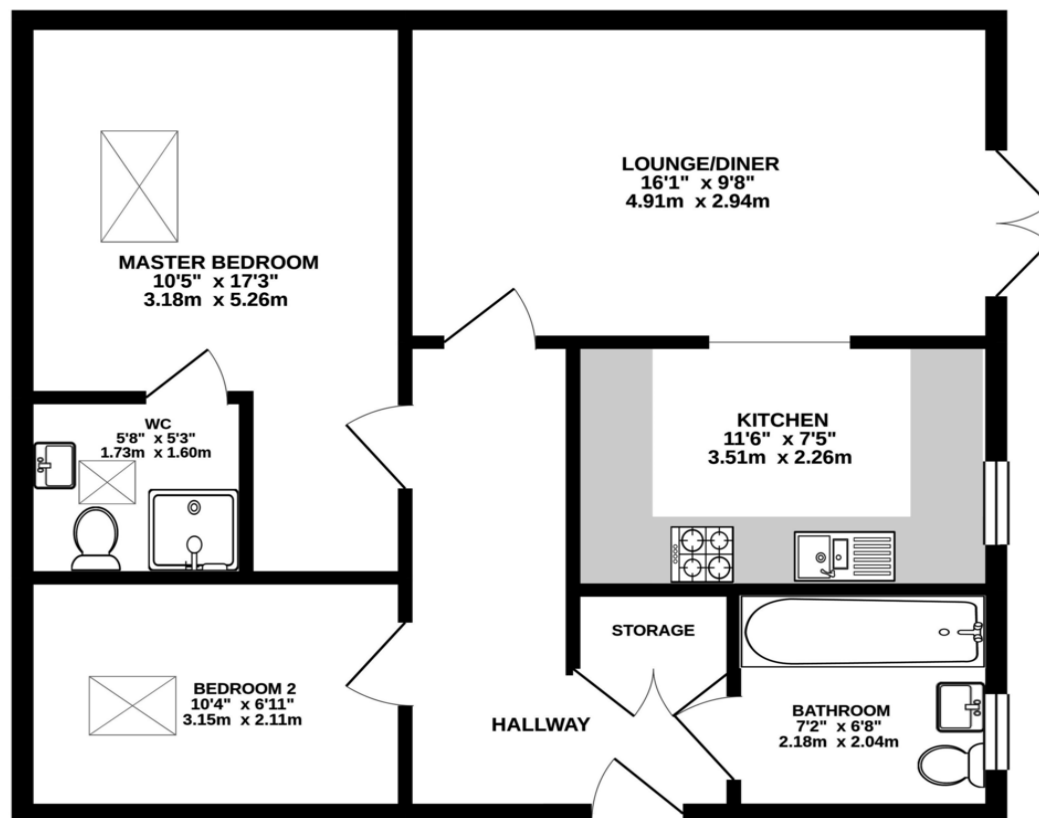 LOUNGE/DINER
16'1" x 9'8"
4.91m x 2.94m
MASTER BEDROOM
10'5" x 17'3"
3.18m x 5.26m
WC
5'8" x 5'3"
1.73m x 1.60m
KITCHEN
11'6" x 7'5"
3.51m x 2.26m
STORAGE
BEDROOM 2
10'4" x 6'11"
3.15m x 2.11m
HALLWAY
BATHROOM
7'2" x 6'8"
2.18m x 2.04m